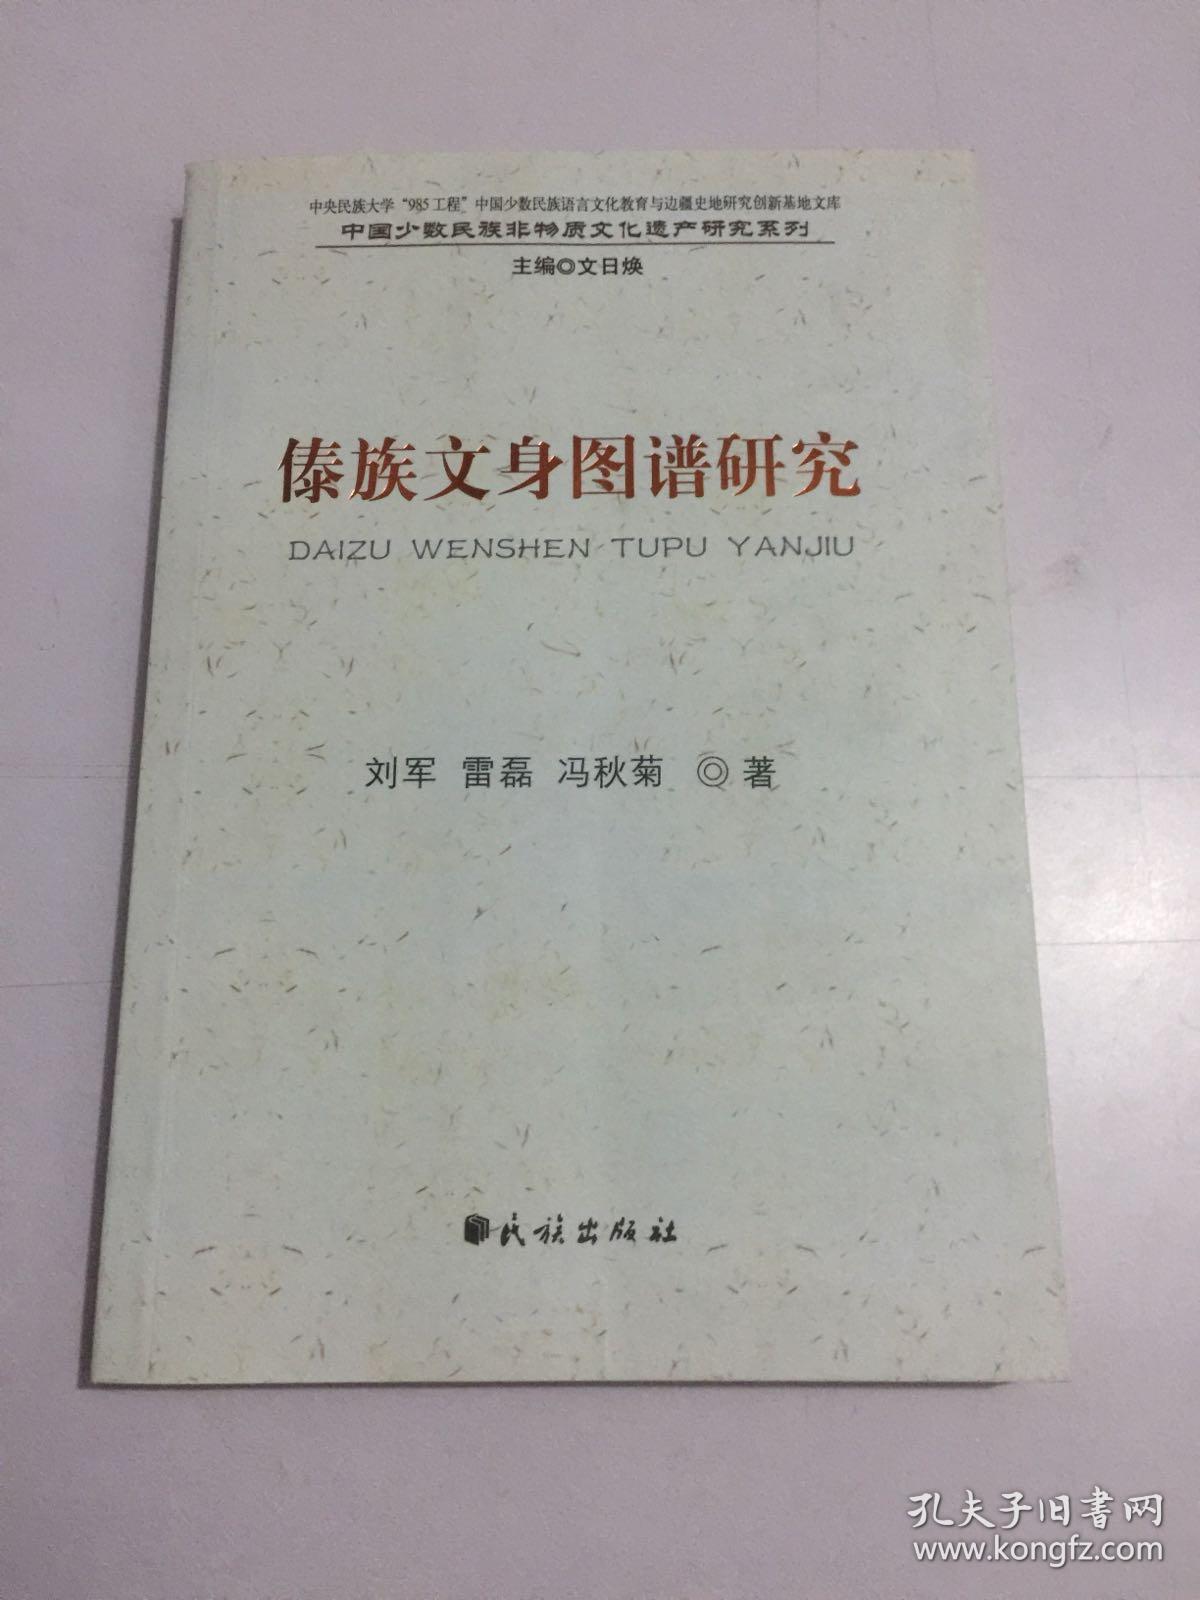 中央民族大学“985工程”中国少数民族语言文化教育与边疆史地研究创新基地文库
中国少数民族非物质文化遗产研究系列
主编◎文日焕
傣族文身图谱研究
DAIZU WENSHEN TUPU YANJIU
刘军 雷磊 冯秋菊 ◎ 著
民族出版社
孔夫子旧书网
www.kongfz.com